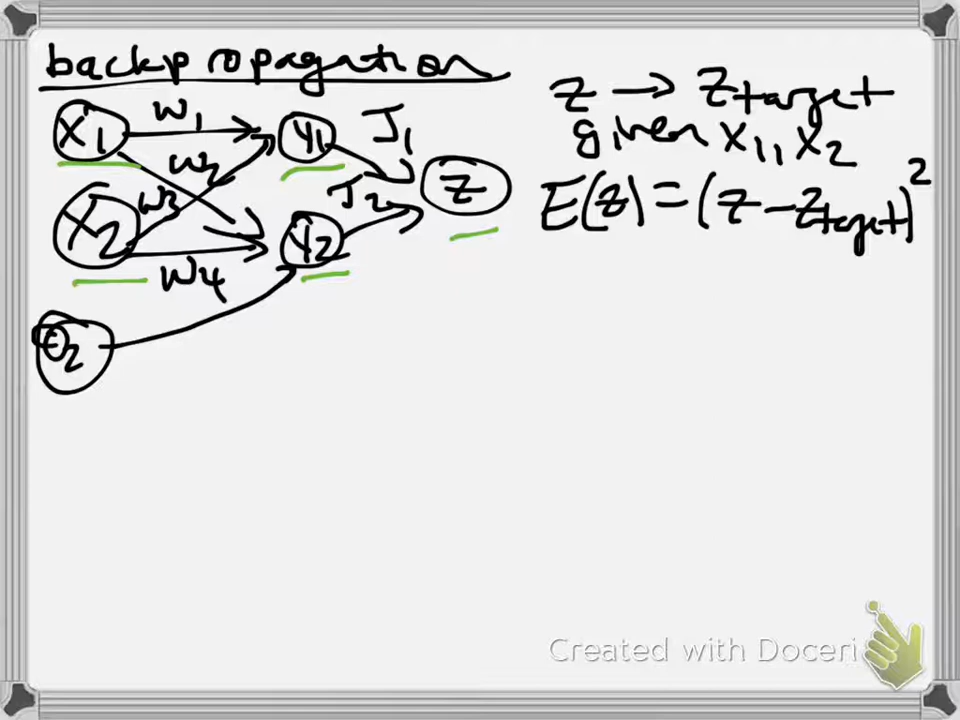 backpropagation
X1 W1 Y1 J1
W2
X2 W3 Y2 J2 Z
W4
Θ2
Z → Ztarget
given X1, X2
E(z) = (Z - Ztarget)²
Created with Doceri